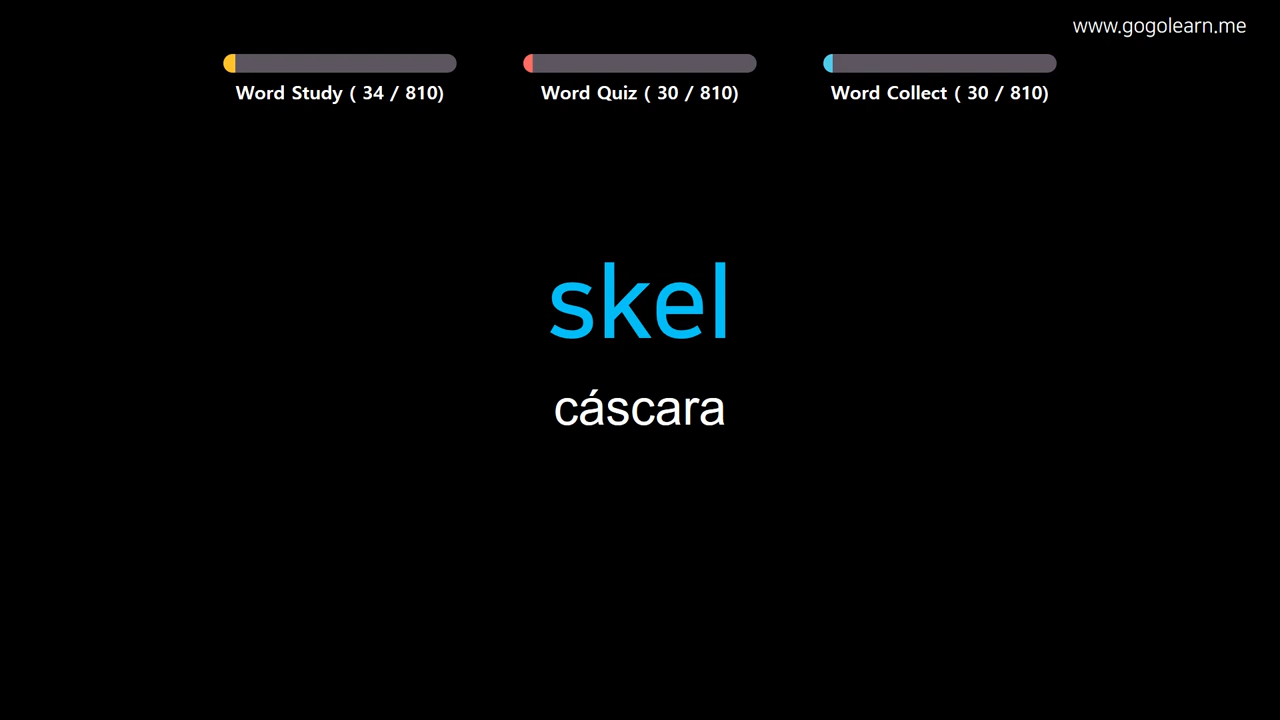 www.gogolearn.me
Word Study ( 34 / 810)
Word Quiz ( 30 / 810)
Word Collect ( 30 / 810)
skel
cáscara